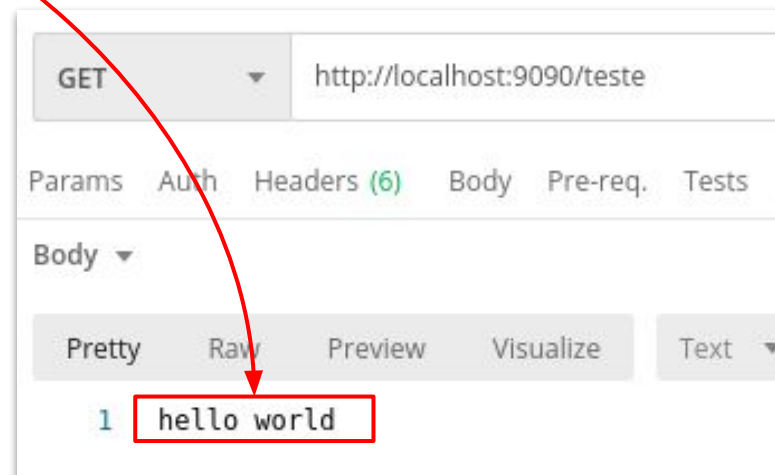 GET http://localhost:9090/teste
Params Auth Headers (6) Body Pre-req. Tests
Body
Pretty Raw Preview Visualize Text
1 hello world